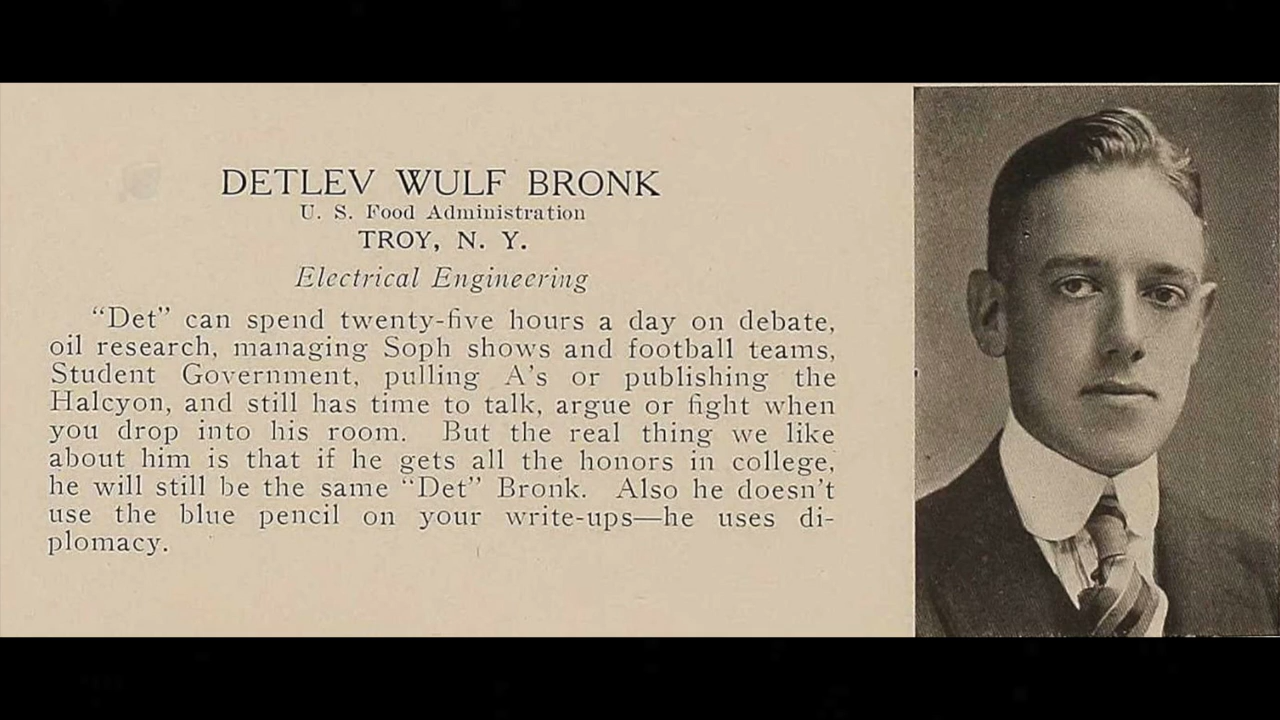 DETLEV WULF BRONK
U. S. Food Administration
TROY, N. Y.
Electrical Engineering
“Det” can spend twenty-five hours a day on debate,
oil research, managing Soph shows and football teams,
Student Government, pulling A’s or publishing the
Halcyon, and still has time to talk, argue or fight when
you drop into his room. But the real thing we like
about him is that if he gets all the honors in college,
he will still be the same “Det” Bronk. Also he doesn’t
use the blue pencil on your write-ups—he uses di-
plomacy.